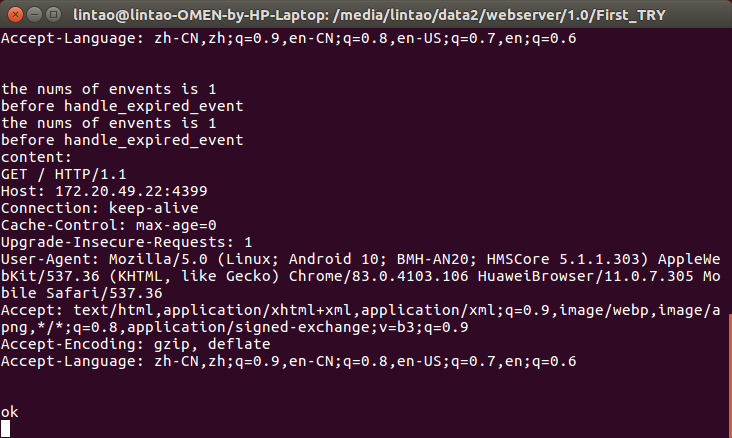 lintao@lintao-OMEN-by-HP-Laptop: /media/lintao/data2/webserver/1.0/First_TRY
Accept-Language: zh-CN,zh;q=0.9,en-CN;q=0.8,en-US;q=0.7,en;q=0.6
the nums of envents is 1
before handle_expired_event
the nums of envents is 1
before handle_expired_event
content:
GET / HTTP/1.1
Host: 172.20.49.22:4399
Connection: keep-alive
Cache-Control: max-age=0
Upgrade-Insecure-Requests: 1
User-Agent: Mozilla/5.0 (Linux; Android 10; BMH-AN20; HMSCore 5.1.1.303) AppleWe
bKit/537.36 (KHTML, like Gecko) Chrome/83.0.4103.106 HuaweiBrowser/11.0.7.305 Mo
bile Safari/537.36
Accept: text/html,application/xhtml+xml,application/xml;q=0.9,image/webp,image/a
png,*/*;q=0.8,application/signed-exchange;v=b3;q=0.9
Accept-Encoding: gzip, deflate
Accept-Language: zh-CN,zh;q=0.9,en-CN;q=0.8,en-US;q=0.7,en;q=0.6
ok